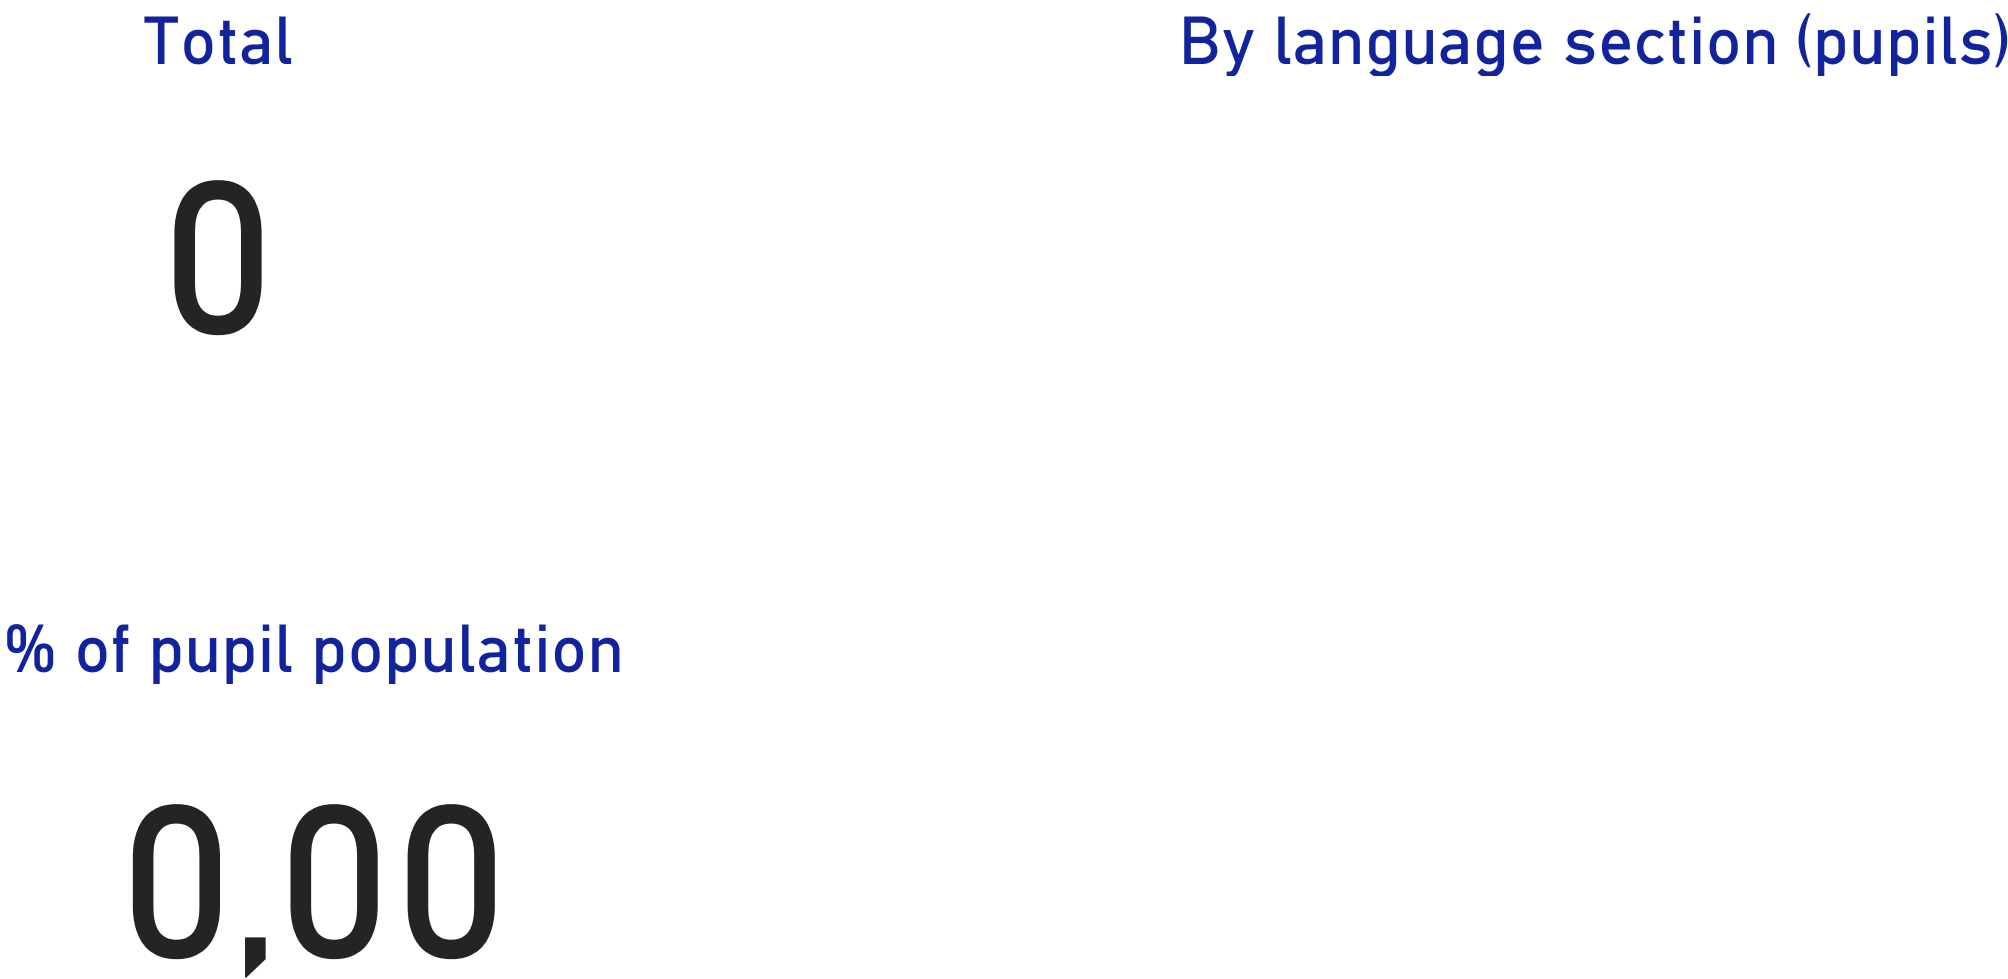 Total
By language section (pupils)
0
% of pupil population
0,00